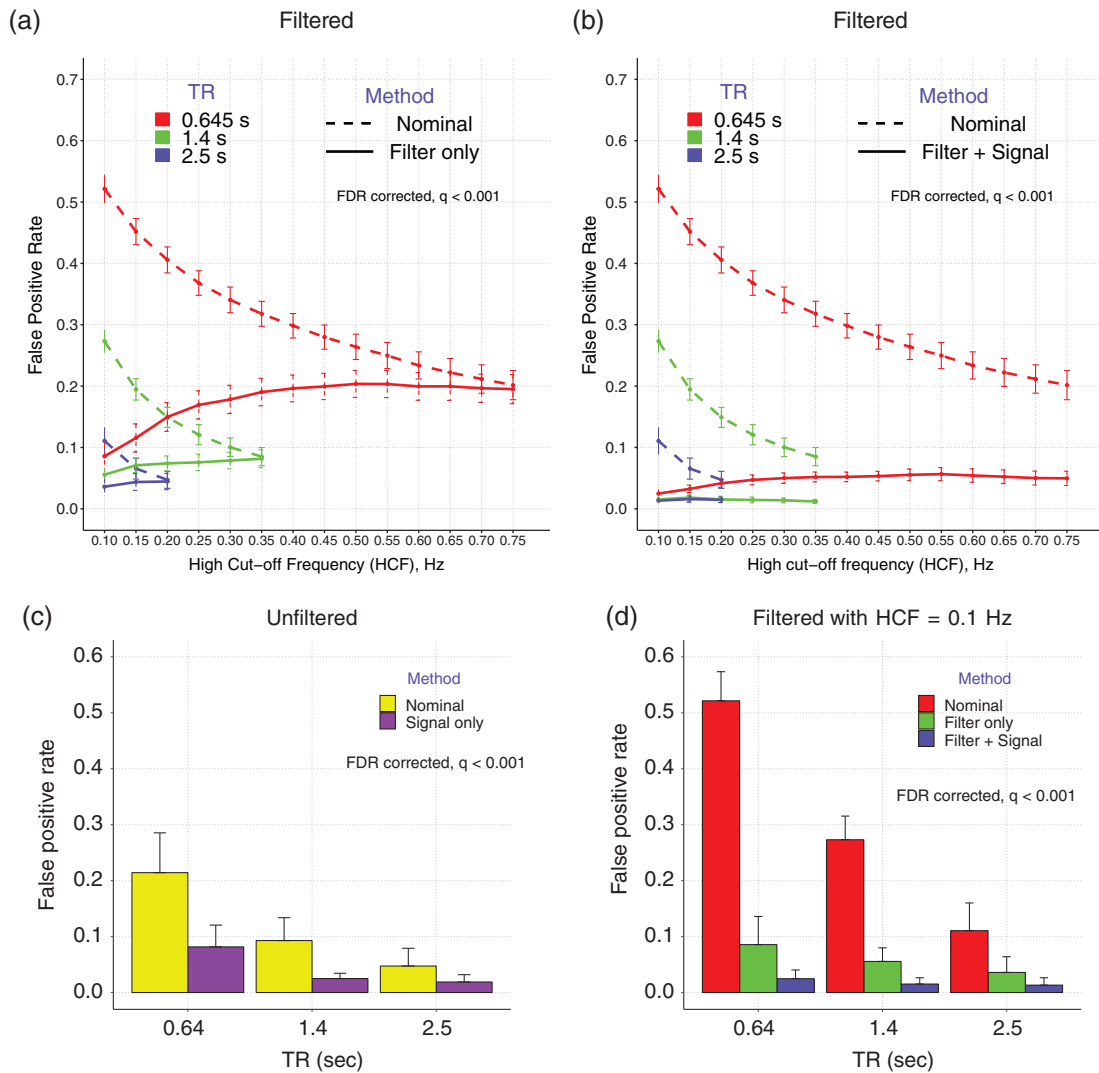 (a)
Filtered
TR
0.645 s
1.4 s
2.5 s
Method
Nominal
Filter only
FDR corrected, q < 0.001
False Positive Rate
0.7
0.6
0.5
0.4
0.3
0.2
0.1
0.0
0.10 0.15 0.20 0.25 0.30 0.35 0.40 0.45 0.50 0.55 0.60 0.65 0.70 0.75
High Cut−off Frequency (HCF), Hz
(b)
Filtered
TR
0.645 s
1.4 s
2.5 s
Method
Nominal
Filter + Signal
FDR corrected, q < 0.001
False Positive Rate
0.7
0.6
0.5
0.4
0.3
0.2
0.1
0.0
0.10 0.15 0.20 0.25 0.30 0.35 0.40 0.45 0.50 0.55 0.60 0.65 0.70 0.75
High cut−off frequency (HCF), Hz
(c)
Unfiltered
Method
Nominal
Signal only
FDR corrected, q < 0.001
False positive rate
0.6
0.5
0.4
0.3
0.2
0.1
0.0
0.64 1.4 2.5
TR (sec)
(d)
Filtered with HCF = 0.1 Hz
Method
Nominal
Filter only
Filter + Signal
FDR corrected, q < 0.001
False positive rate
0.6
0.5
0.4
0.3
0.2
0.1
0.0
0.64 1.4 2.5
TR (sec)